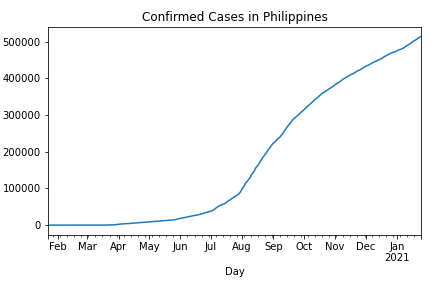 Confirmed Cases in Philippines
500000
400000
300000
200000
100000
0
Feb Mar Apr May Jun Jul Aug Sep Oct Nov Dec Jan
2021
Day